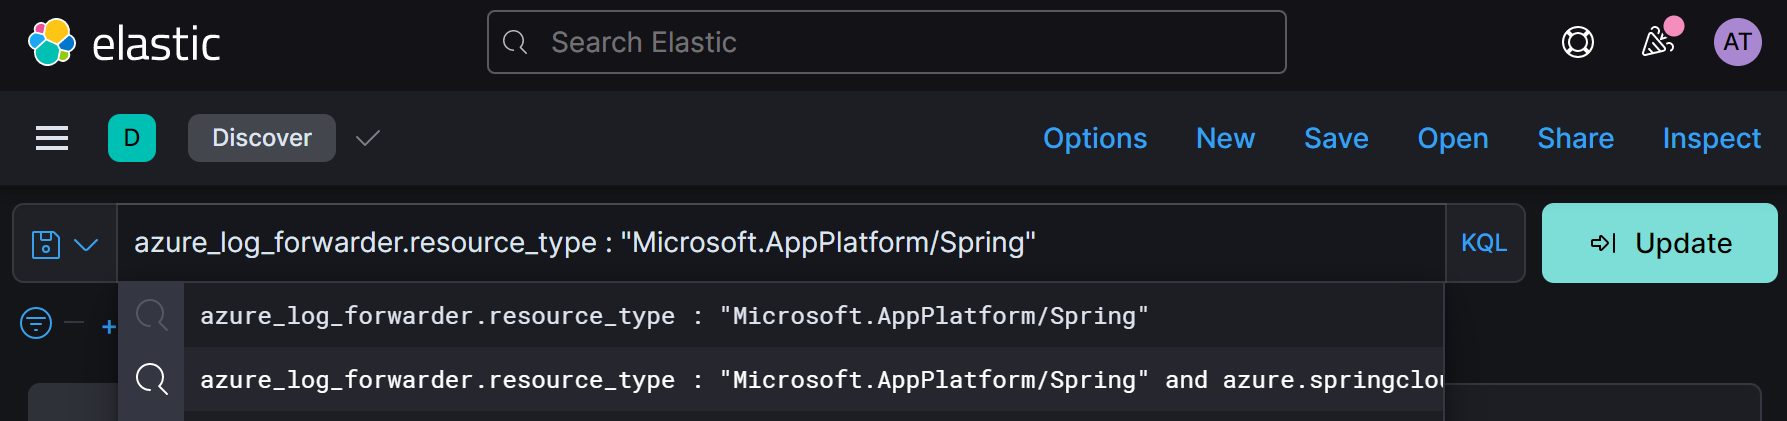 elastic
Search Elastic
AT
D
Discover
Options
New
Save
Open
Share
Inspect
azure_log_forwarder.resource_type : "Microsoft.AppPlatform/Spring"
KQL
Update
+
azure_log_forwarder.resource_type : "Microsoft.AppPlatform/Spring"
azure_log_forwarder.resource_type : "Microsoft.AppPlatform/Spring" and